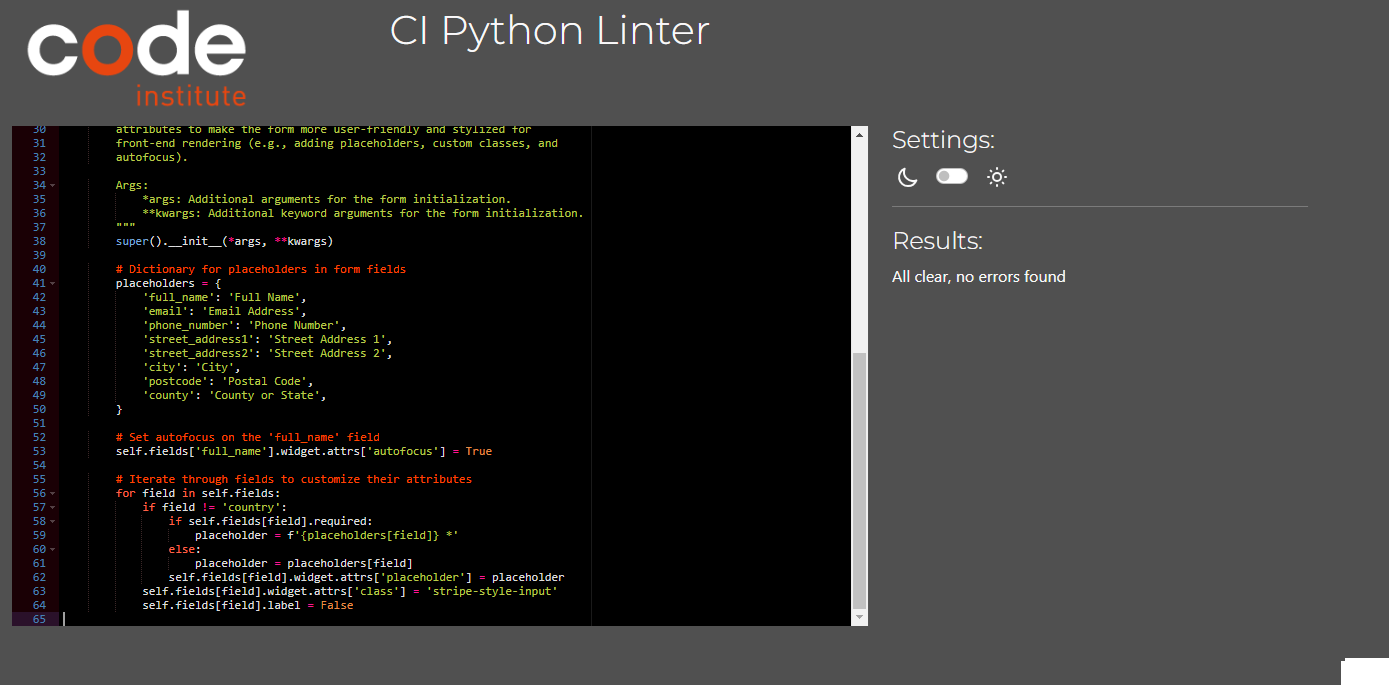 code
institute
CI Python Linter
30 attributes to make the form more user-friendly and stylized for
31 front-end rendering (e.g., adding placeholders, custom classes, and
32 autofocus).
33
34 Args:
35 *args: Additional arguments for the form initialization.
36 **kwargs: Additional keyword arguments for the form initialization.
37 """
38 super().__init__(*args, **kwargs)
39
40 # Dictionary for placeholders in form fields
41 placeholders = {
42 'full_name': 'Full Name',
43 'email': 'Email Address',
44 'phone_number': 'Phone Number',
45 'street_address1': 'Street Address 1',
46 'street_address2': 'Street Address 2',
47 'city': 'City',
48 'postcode': 'Postal Code',
49 'county': 'County or State',
50 }
51
52 # Set autofocus on the 'full_name' field
53 self.fields['full_name'].widget.attrs['autofocus'] = True
54
55 # Iterate through fields to customize their attributes
56 for field in self.fields:
57 if field != 'country':
58 if self.fields[field].required:
59 placeholder = f'{placeholders[field]} *'
60 else:
61 placeholder = placeholders[field]
62 self.fields[field].widget.attrs['placeholder'] = placeholder
63 self.fields[field].widget.attrs['class'] = 'stripe-style-input'
64 self.fields[field].label = False
65
Settings:
Results:
All clear, no errors found